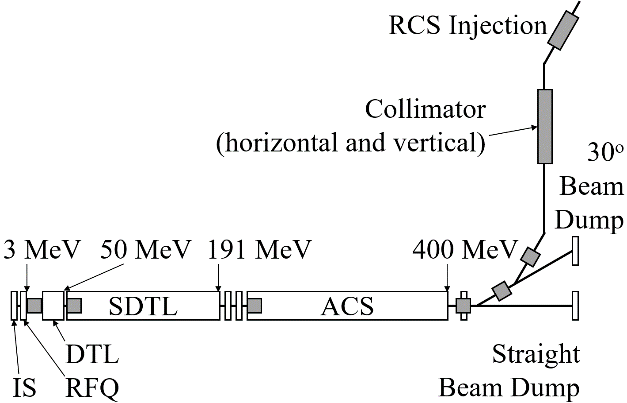 RCS Injection
Collimator
(horizontal and vertical)
30°
Beam
Dump
3 MeV
50 MeV
191 MeV
400 MeV
SDTL
ACS
DTL
IS
RFQ
Straight
Beam Dump